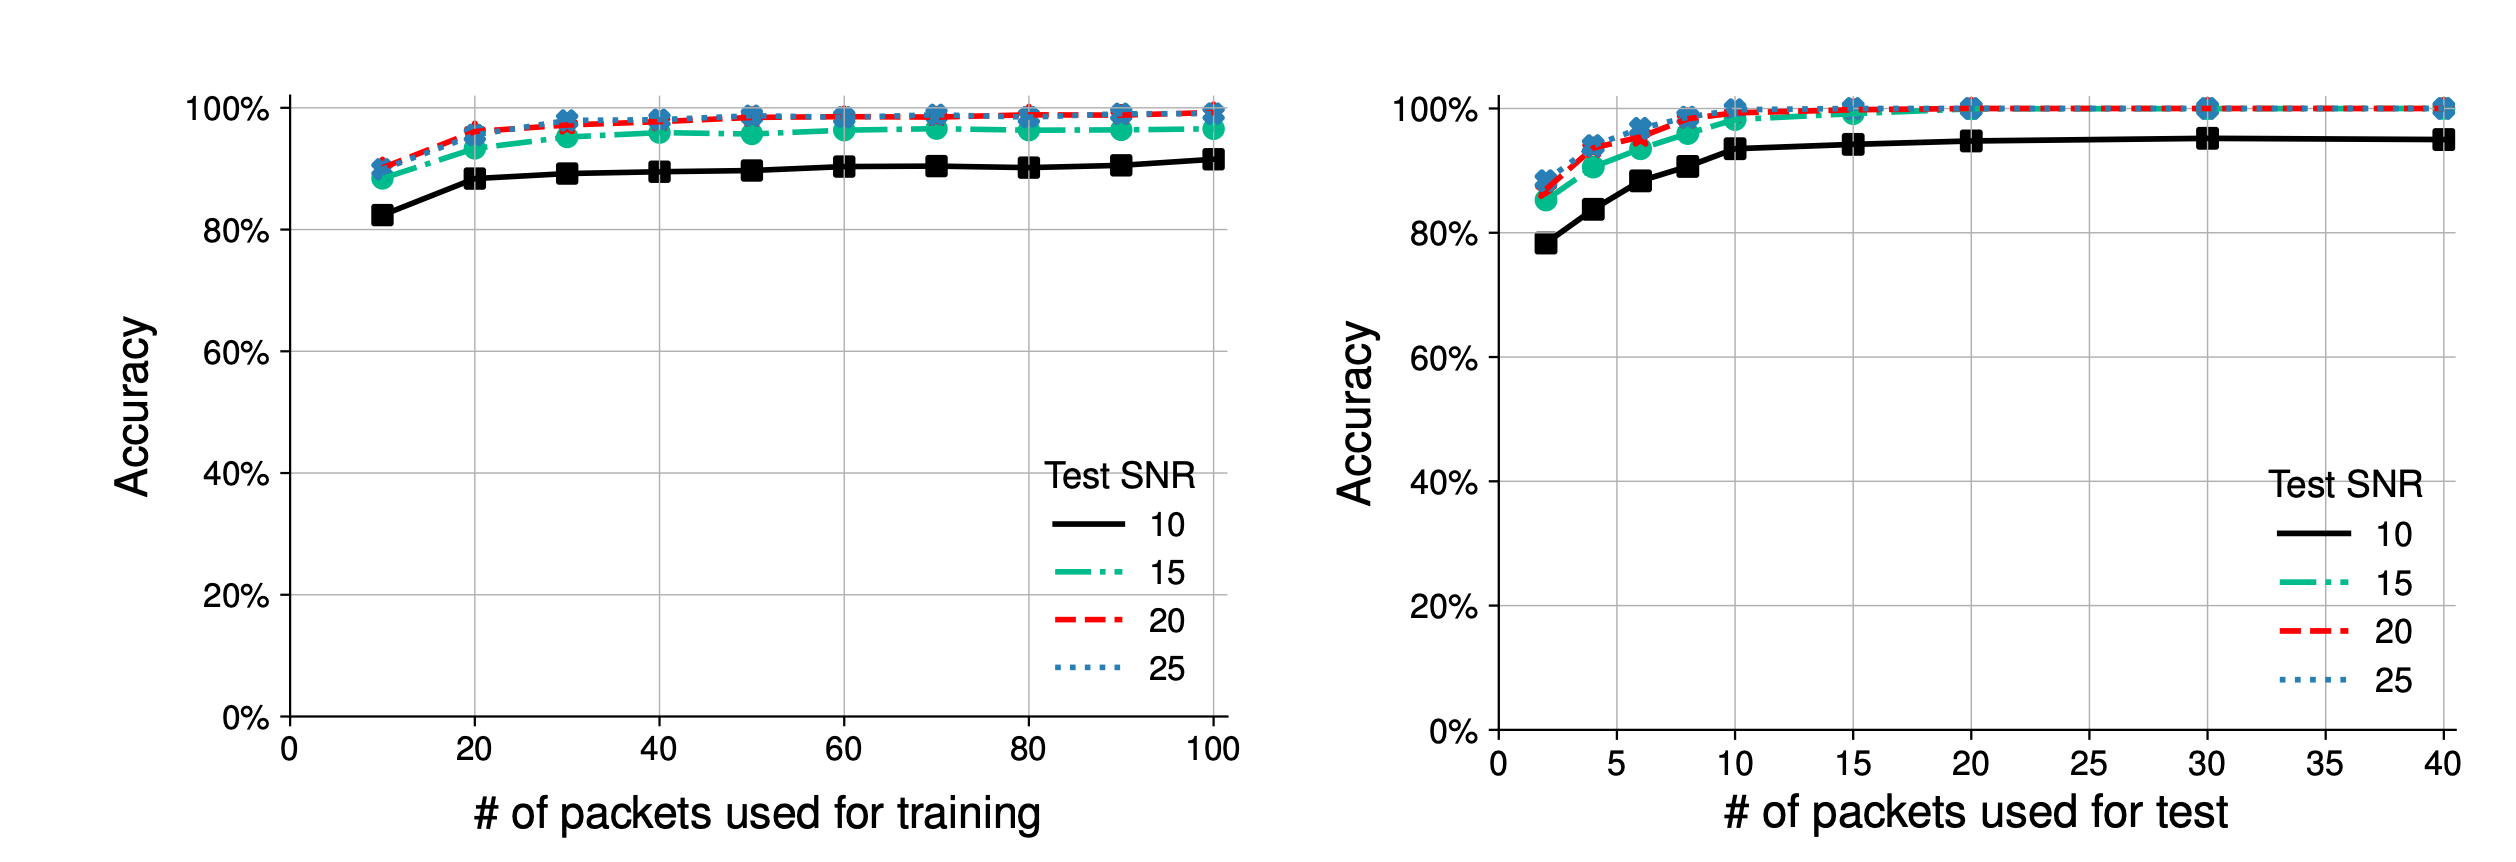 100%
80%
60%
40%
20%
0%
Accuracy
0 20 40 60 80 100
# of packets used for training
Test SNR
10
15
20
25
100%
80%
60%
40%
20%
0%
Accuracy
0 5 10 15 20 25 30 35 40
# of packets used for test
Test SNR
10
15
20
25